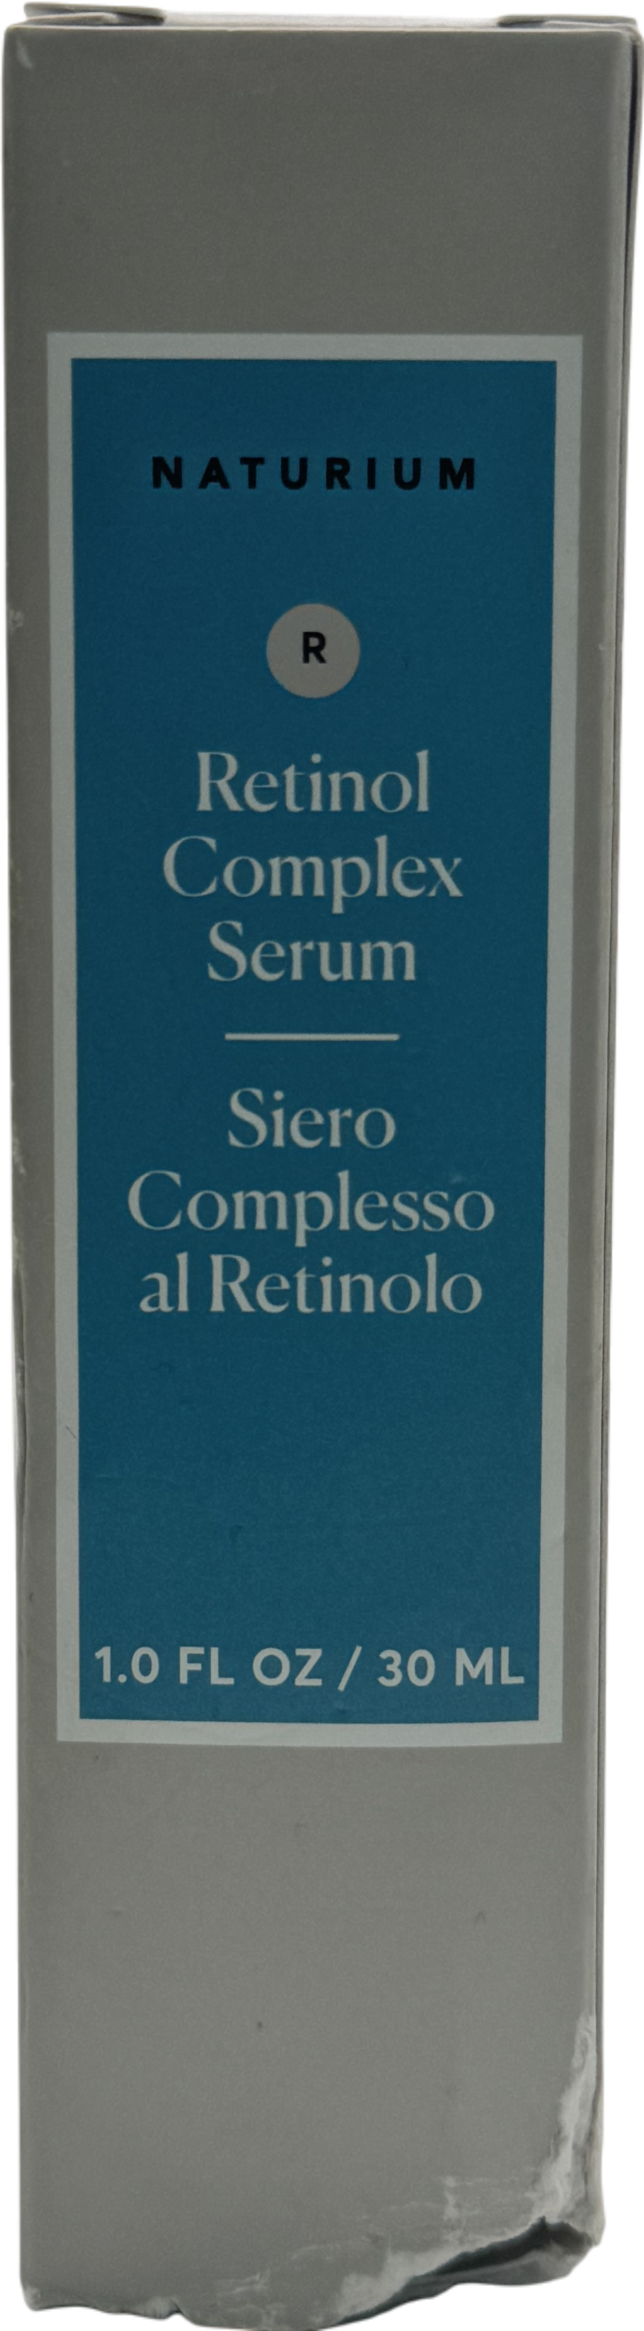 NATURIUM
R
Retinol
Complex
Serum
Siero
Complesso
al Retinolo
1.0 FL OZ / 30 ML